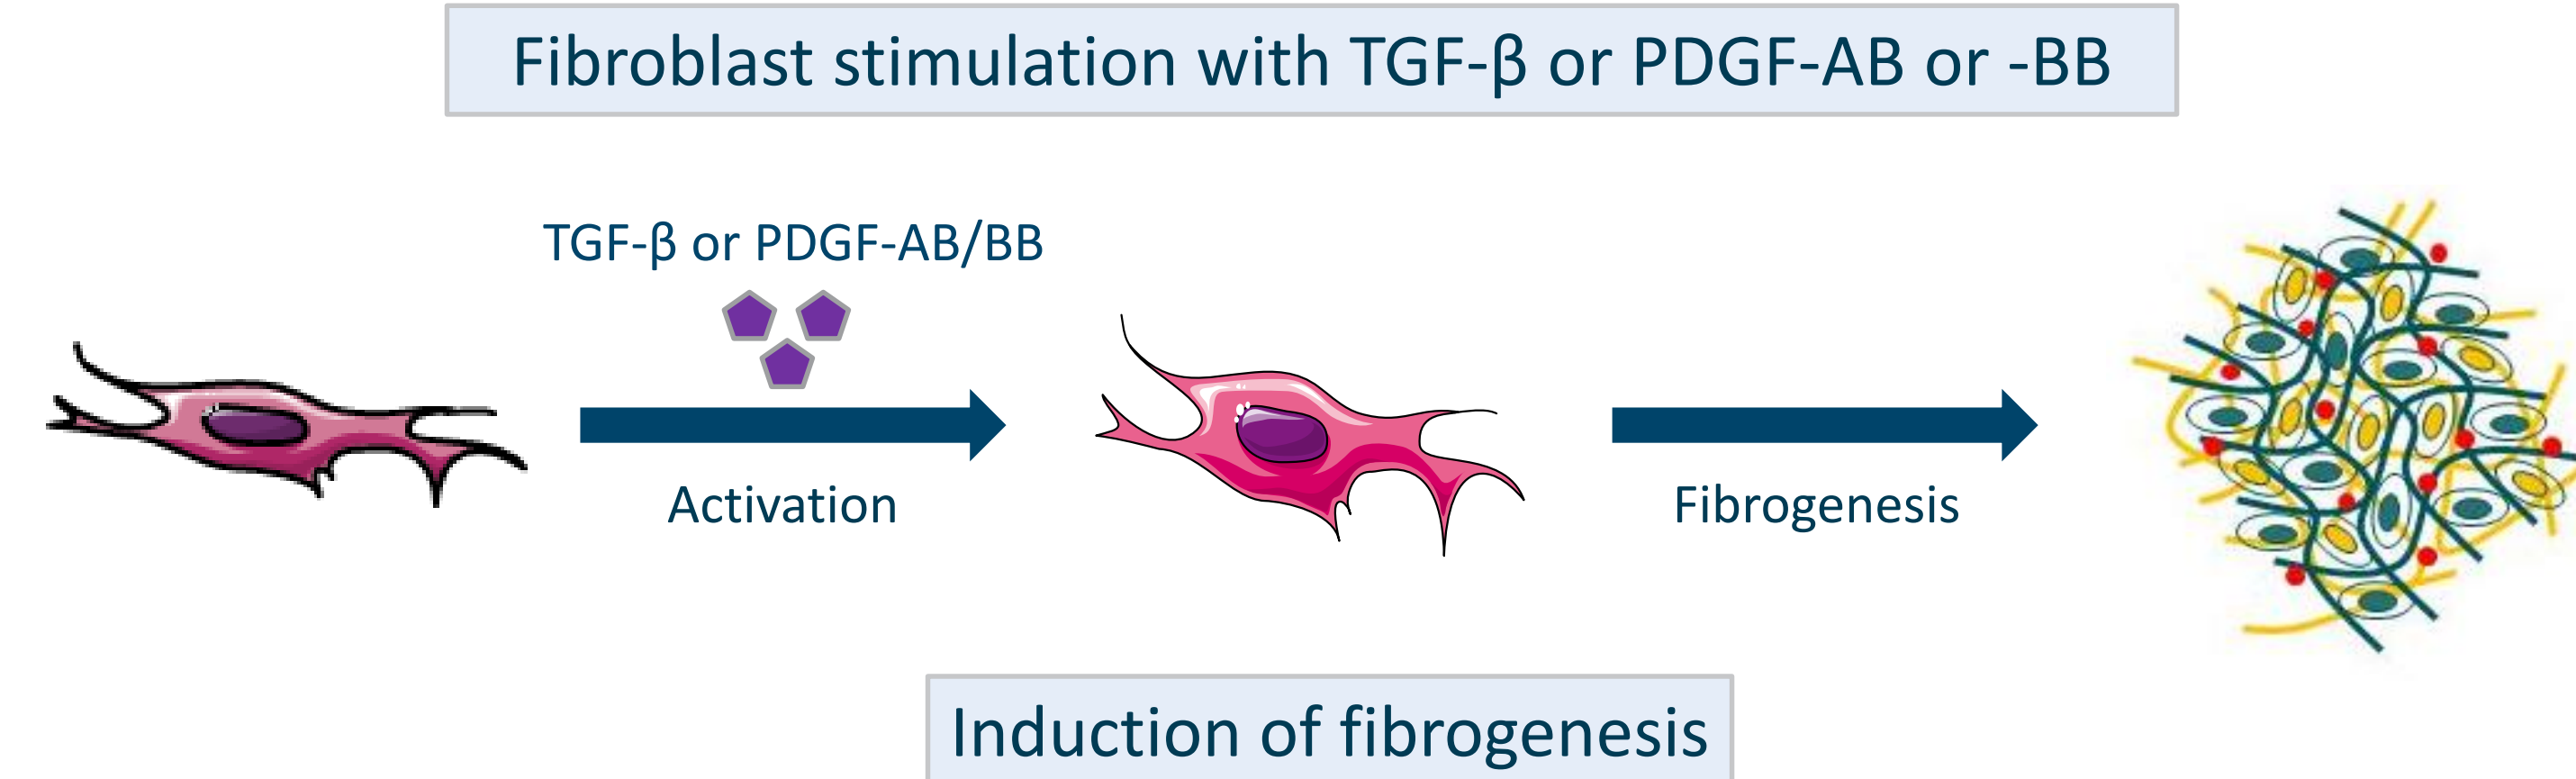 Fibroblast stimulation with TGF-β or PDGF-AB or -BB
TGF-β or PDGF-AB/BB
Activation
Fibrogenesis
Induction of fibrogenesis